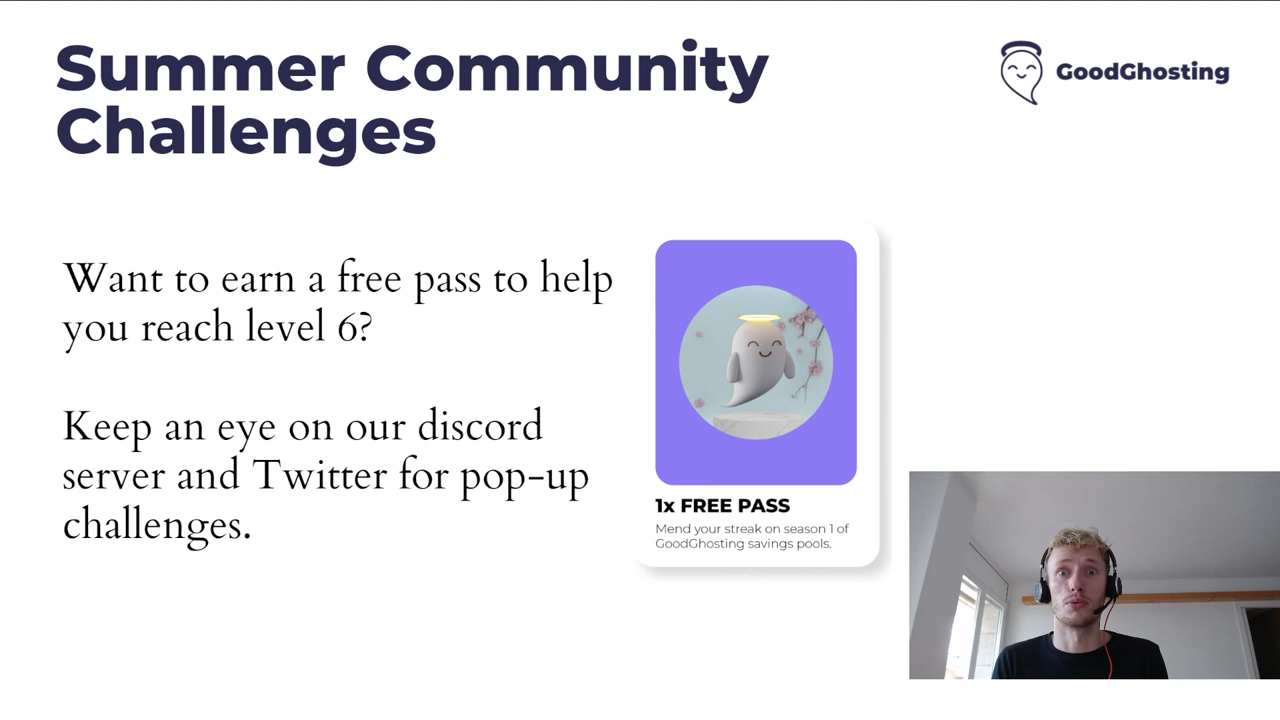 Summer Community
Challenges
GoodGhosting
Want to earn a free pass to help
you reach level 6?
Keep an eye on our discord
server and Twitter for pop-up
challenges.
1x FREE PASS
Mend your streak on season 1 of
GoodGhosting savings pools.